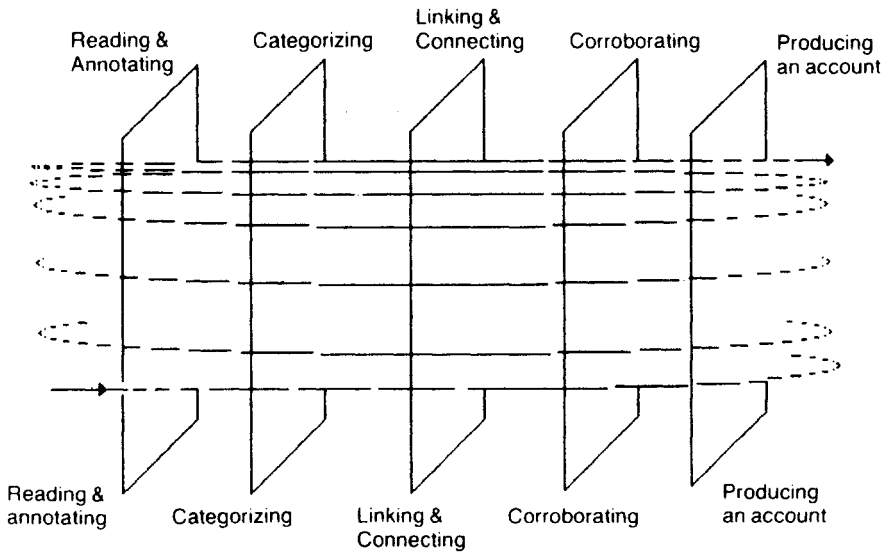 Reading &
Annotating
Categorizing
Linking &
Connecting
Corroborating
Producing
an account
Reading &
annotating
Categorizing
Linking &
Connecting
Corroborating
Producing
an account